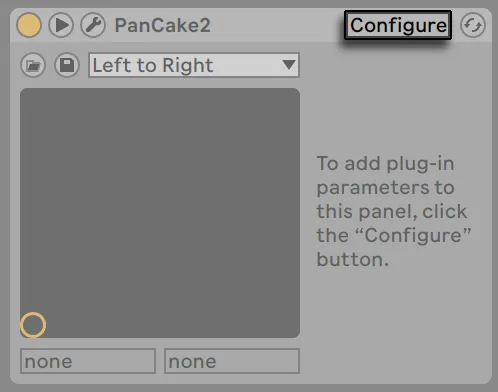 PanCake2
Configure
Left to Right
To add plug-in
parameters to
this panel, click
the “Configure”
button.
none
none